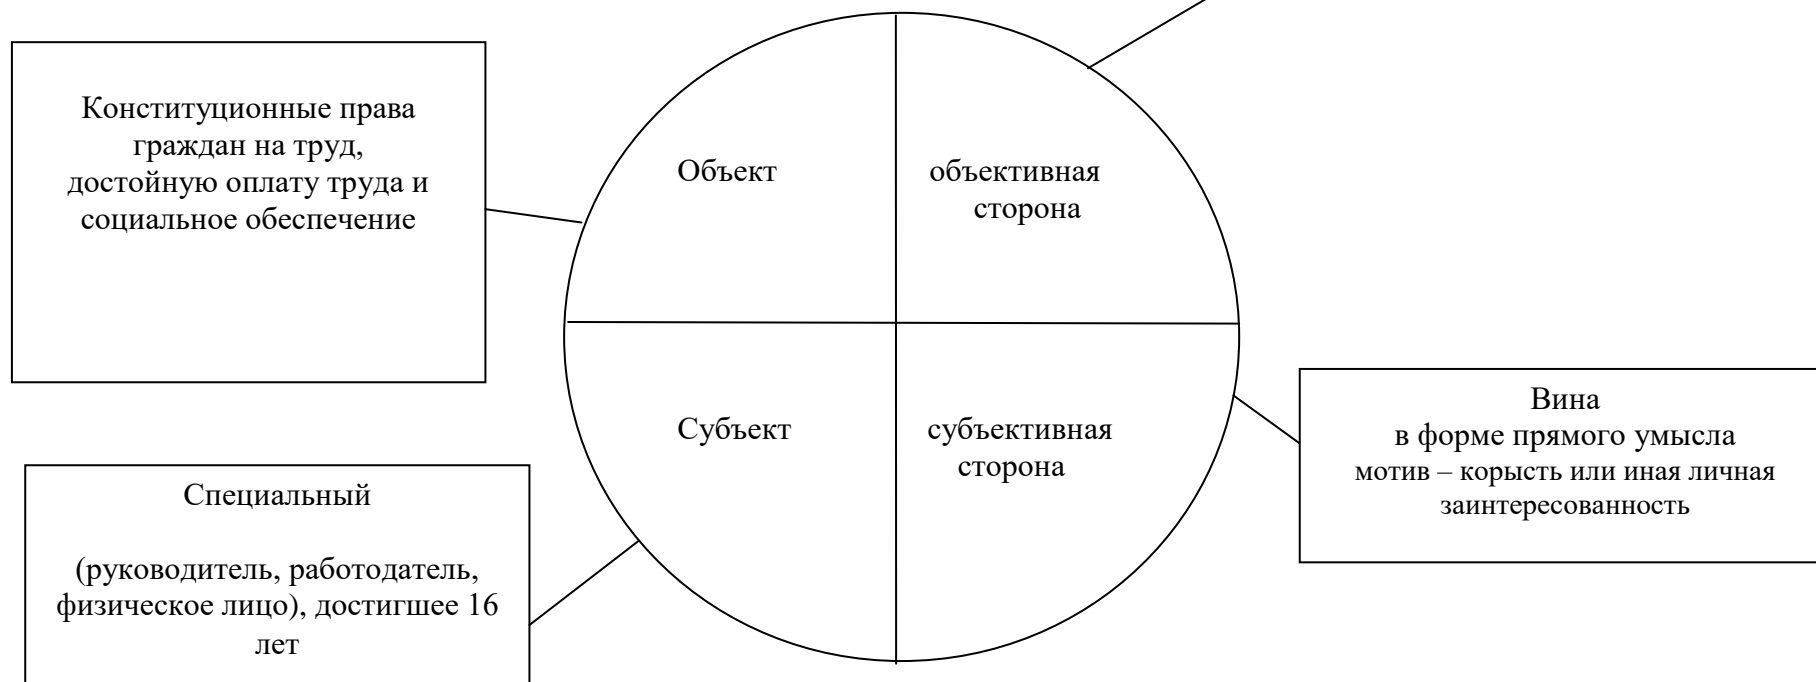 Конституционные права
граждан на труд,
достойную оплату труда и
социальное обеспечение
Объект
объективная
сторона
Субъект
субъективная
сторона
Специальный
(руководитель, работодатель,
физическое лицо), достигшее 16
лет
Вина
в форме прямого умысла
мотив – корысть или иная личная
заинтересованность